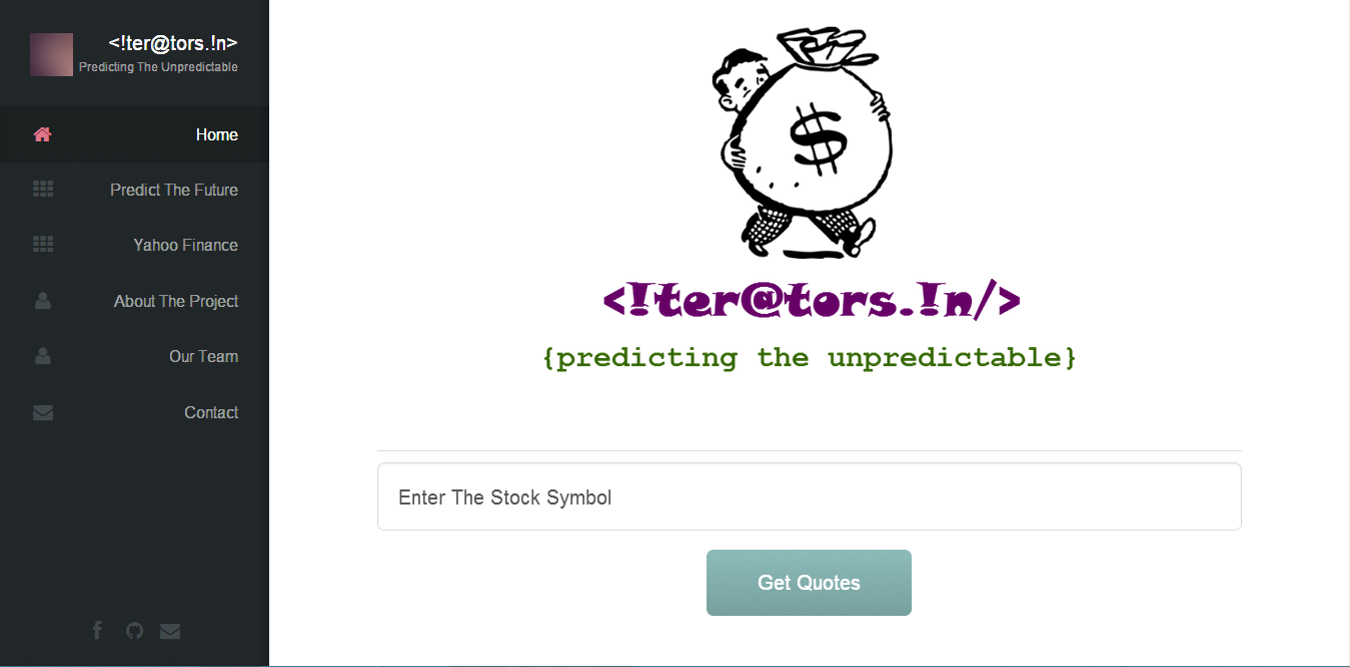 <!ter@tors.!n>
Predicting The Unpredictable
Home
Predict The Future
Yahoo Finance
About The Project
Our Team
Contact
$
<!ter@tors.!n/>
{predicting the unpredictable}
Enter The Stock Symbol
Get Quotes